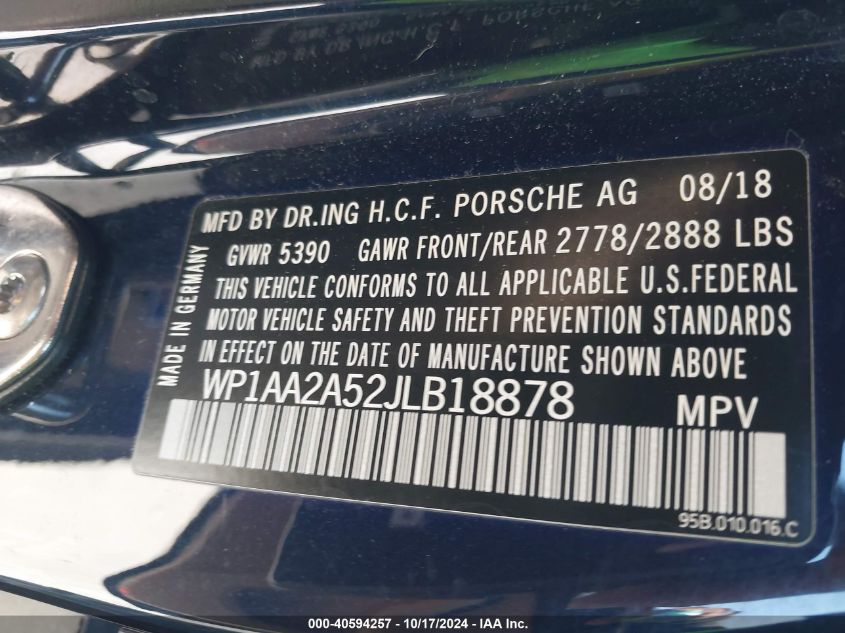 MFD BY DR.ING H.C.F. PORSCHE AG 08/18
GVWR 5390 GAWR FRONT/REAR 2778/2888 LBS
THIS VEHICLE CONFORMS TO ALL APPLICABLE U.S.FEDERAL
MOTOR VEHICLE SAFETY AND THEFT PREVENTION STANDARDS
IN EFFECT ON THE DATE OF MANUFACTURE SHOWN ABOVE
MADE IN GERMANY
WP1AA2A52JLB18878 MPV
95B.010.016.C
000-40594257 - 10/17/2024 - IAA Inc.